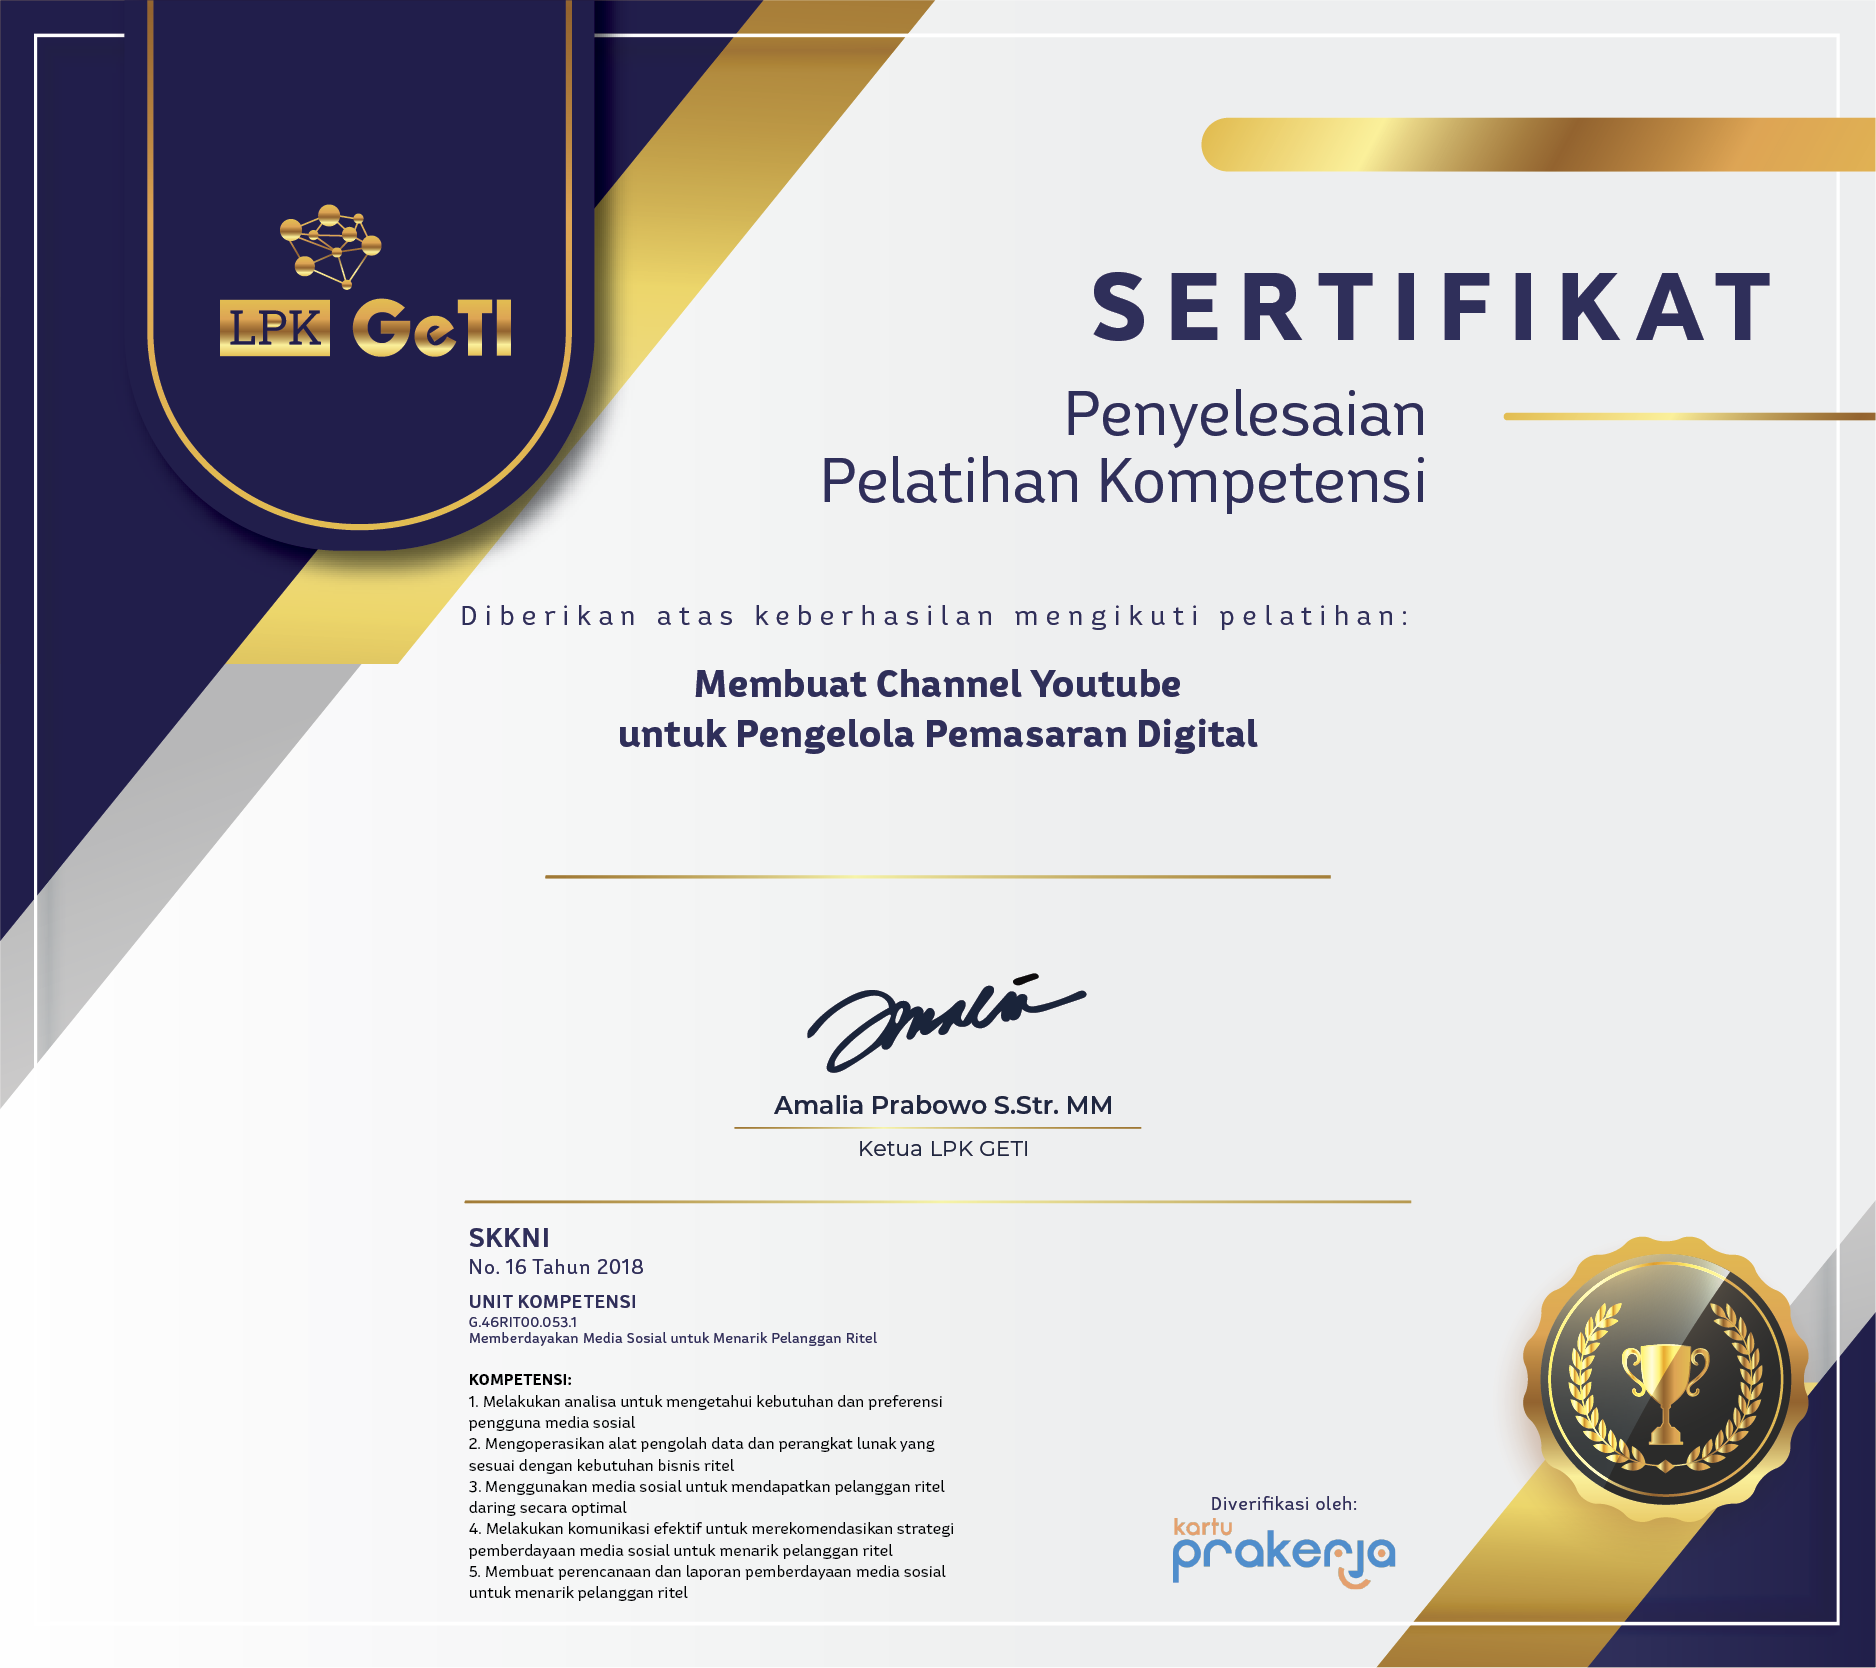 LPK GeTI
SERTIFIKAT
Penyelesaian
Pelatihan Kompetensi
Diberikan atas keberhasilan mengikuti pelatihan:
Membuat Channel Youtube
untuk Pengelola Pemasaran Digital
Amalia
Amalia Prabowo S.Str. MM
Ketua LPK GETI
SKKNI
No. 16 Tahun 2018
UNIT KOMPETENSI
G.46RIT00.053.1
Memberdayakan Media Sosial untuk Menarik Pelanggan Ritel
KOMPETENSI:
1. Melakukan analisa untuk mengetahui kebutuhan dan preferensi
pengguna media sosial
2. Mengoperasikan alat pengolah data dan perangkat lunak yang
sesuai dengan kebutuhan bisnis ritel
3. Menggunakan media sosial untuk mendapatkan pelanggan ritel
daring secara optimal
4. Melakukan komunikasi efektif untuk merekomendasikan strategi
pemberdayaan media sosial untuk menarik pelanggan ritel
5. Membuat perencanaan dan laporan pemberdayaan media sosial
untuk menarik pelanggan ritel
Diverifikasi oleh:
kartu
prakerja